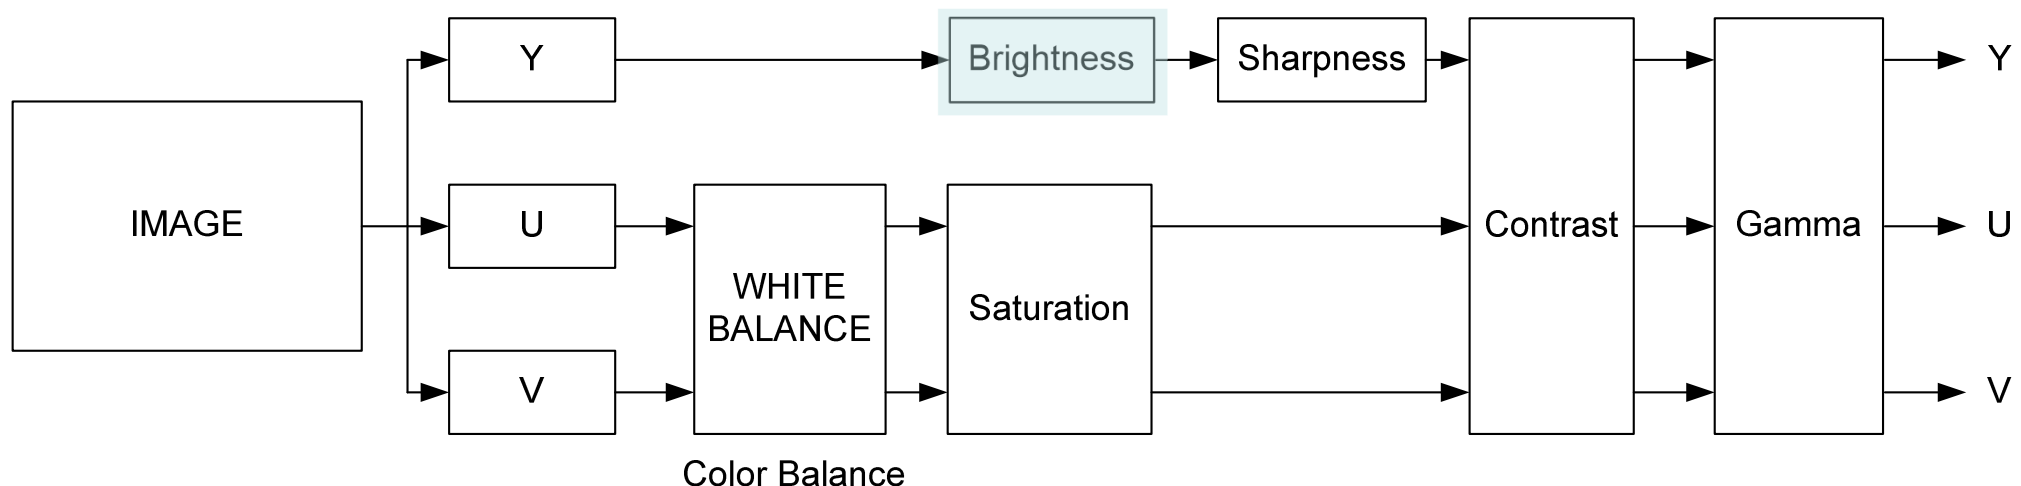 Y
Brightness
Sharpness
Y
IMAGE
U
Contrast
Gamma
U
WHITE
BALANCE
Saturation
V
V
Color Balance